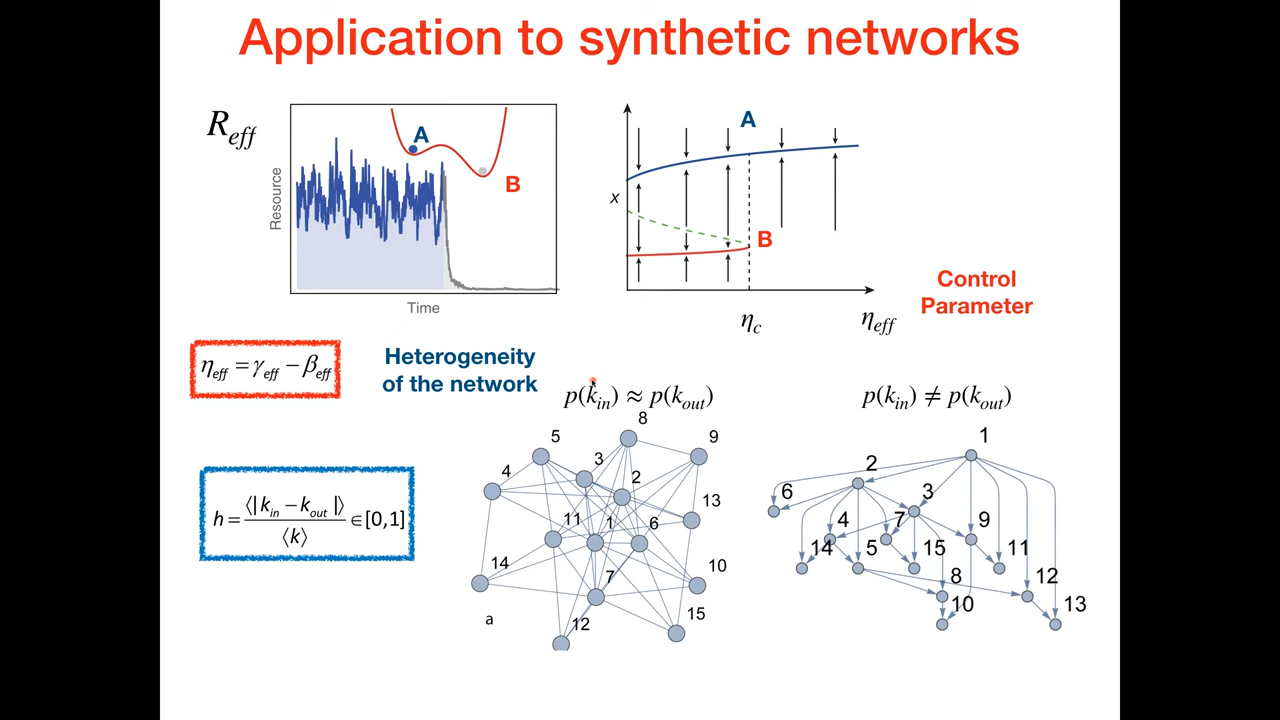 Application to synthetic networks
R_eff
Resource
Time
A
B
x
A
B
η_c
η_eff
Control
Parameter
η_eff = γ_eff − β_eff
Heterogeneity
of the network
h = ⟨| k_in − k_out |⟩ / ⟨k⟩ ∈ [0,1]
p(k_in) ≈ p(k_out)
8
5
9
3
4
2
13
11
1
6
14
7
10
a
12
15
p(k_in) ≠ p(k_out)
1
2
6
3
4
7
9
14
5
15
11
8
12
10
13